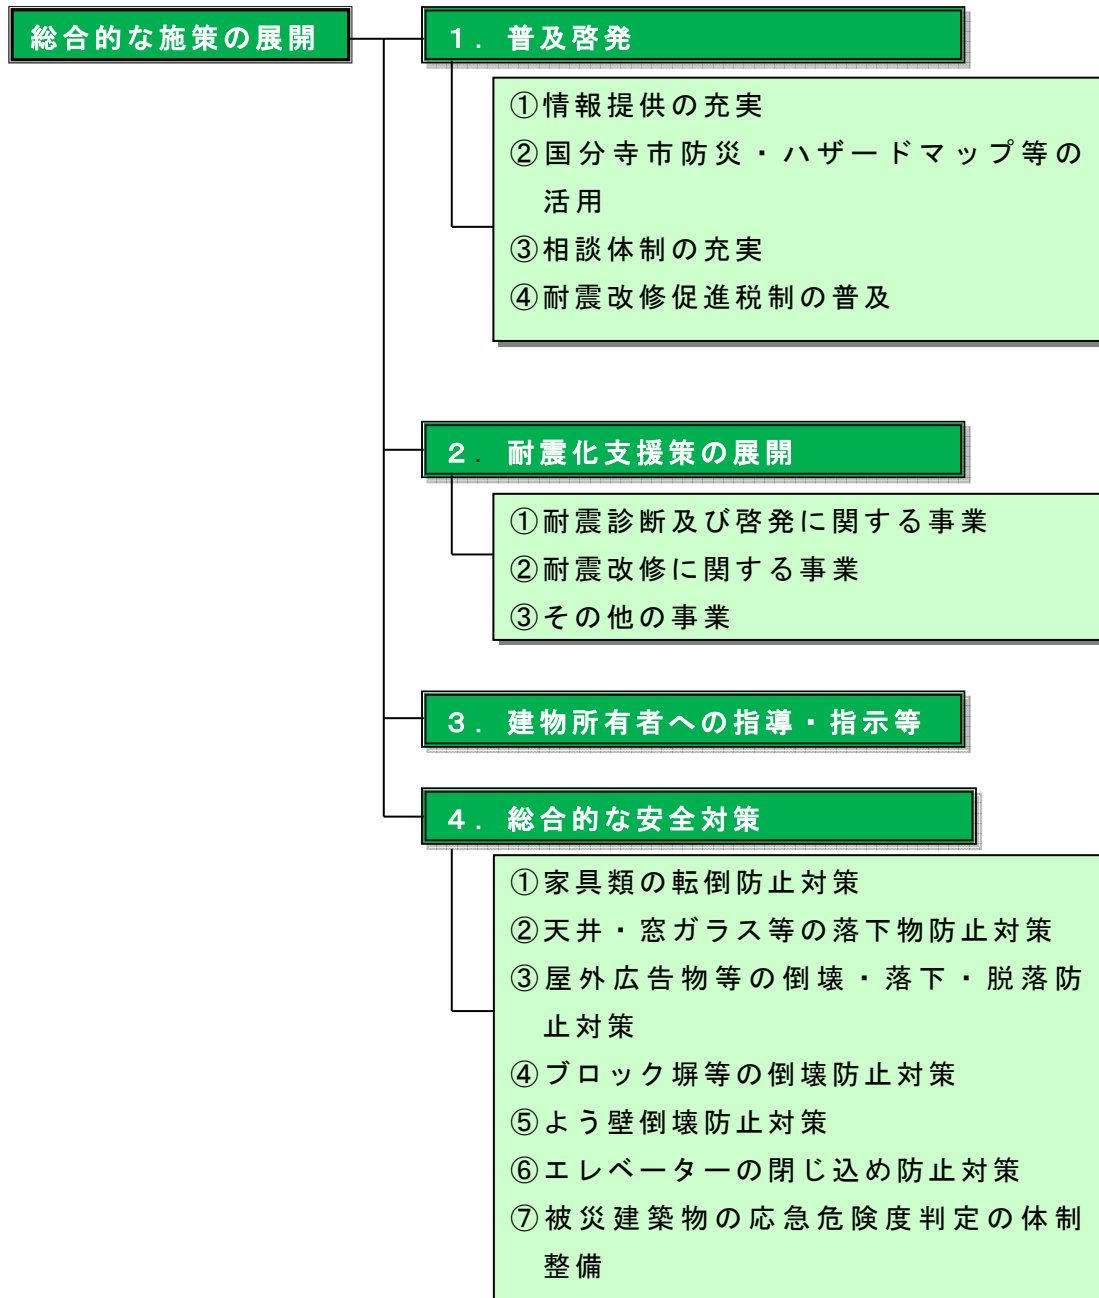 総合的な施策の展開
１．普及啓発
①情報提供の充実
②国分寺市防災・ハザードマップ等の
活用
③相談体制の充実
④耐震改修促進税制の普及
２．耐震化支援策の展開
①耐震診断及び啓発に関する事業
②耐震改修に関する事業
③その他の事業
３．建物所有者への指導・指示等
４．総合的な安全対策
①家具類の転倒防止対策
②天井・窓ガラス等の落下物防止対策
③屋外広告物等の倒壊・落下・脱落防
止対策
④ブロック塀等の倒壊防止対策
⑤よう壁倒壊防止対策
⑥エレベーターの閉じ込め防止対策
⑦被災建築物の応急危険度判定の体制
整備